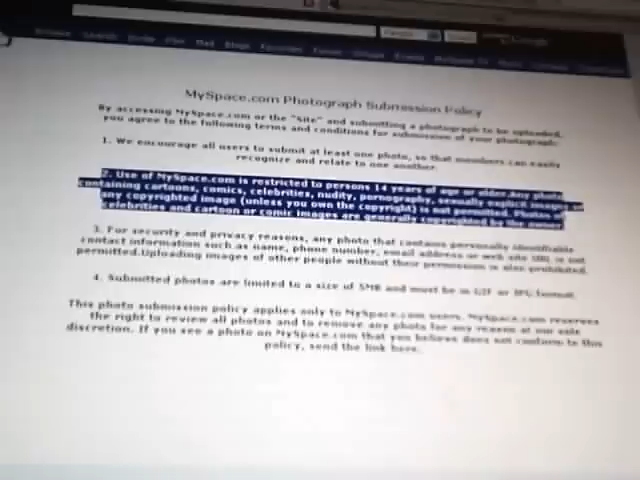 Browse Search Invite Film Mail Blogs Favorites Forum Groups Events
MySpace.com Photograph Submission Policy
By accessing MySpace.com or the "Site" and submitting a photograph to be uploaded,
you agree to the following terms and conditions for submission of your photograph:
1. We encourage all users to submit at least one photo, so that members can easily
recognize and relate to one another.
2. Use of MySpace.com is restricted to persons 14 years of age or older. Any photo
containing cartoons, comics, celebrities, nudity, pornography, sexually explicit images or
any copyrighted image (unless you own the copyright) is not permitted. Photos of
celebrities and cartoon or comic images are generally copyrighted by the owner.
3. For security and privacy reasons, any photo that contains personally identifiable
contact information such as name, phone number, email address or web site URL is not
permitted.Uploading images of other people without their permission is also prohibited.
4. Submitted photos are limited to a size of 5MB and must be in GIF or JPG format.
This photo submission policy applies only to MySpace.com users. MySpace.com reserves
the right to review all photos and to remove any photo for any reason at our sole
discretion. If you see a photo on MySpace.com that you believe does not conform to this
policy, send the link here.